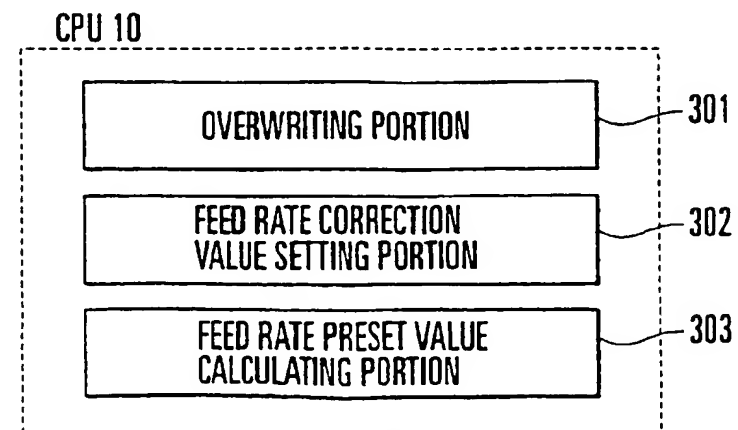 CPU 10
OVERWRITING PORTION
301
FEED RATE CORRECTION
VALUE SETTING PORTION
302
FEED RATE PRESET VALUE
CALCULATING PORTION
303